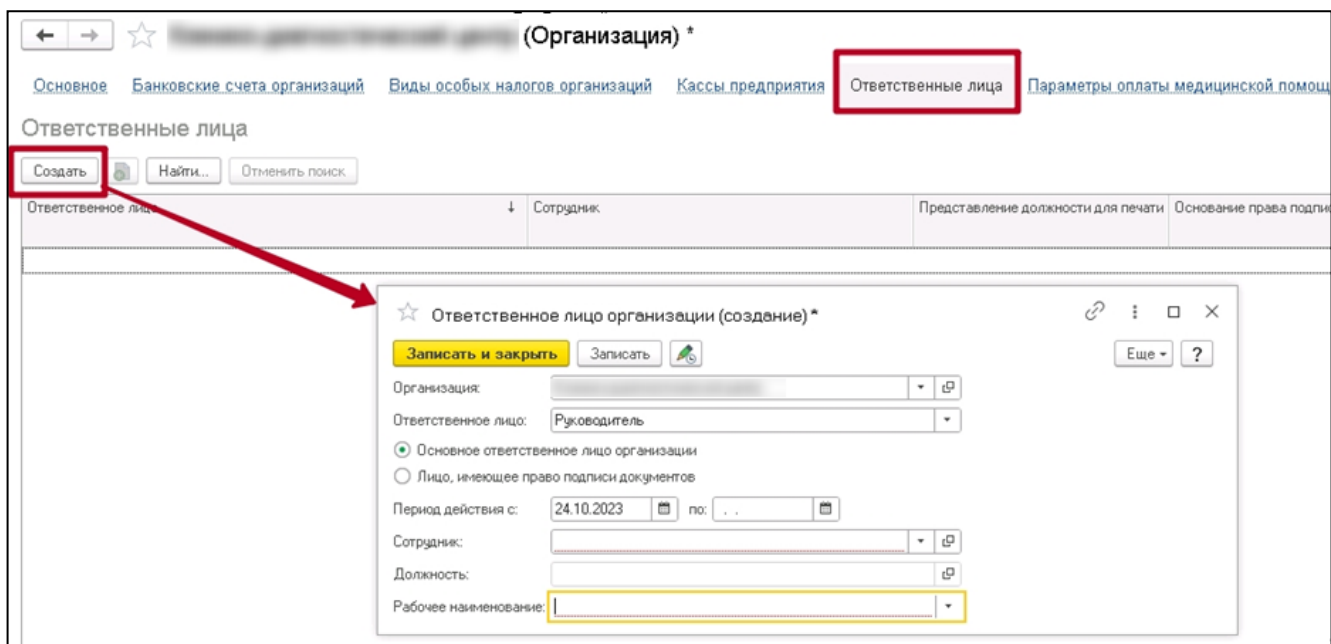 (Организация) *
Основное Банковские счета организаций Виды особых налогов организаций Кассы предприятия Ответственные лица Параметры оплаты медицинской помощ
Ответственные лица
Создать Найти... Отменить поиск
Ответственное лицо ↓ Сотрудник Представление должности для печати Основание права подпис
Ответственное лицо организации (создание) *
Записать и закрыть Записать Еще ?
Организация:
Ответственное лицо: Руководитель
Основное ответственное лицо организации
Лицо, имеющее право подписи документов
Период действия с: 24.10.2023 по: . .
Сотрудник:
Должность:
Рабочее наименование: